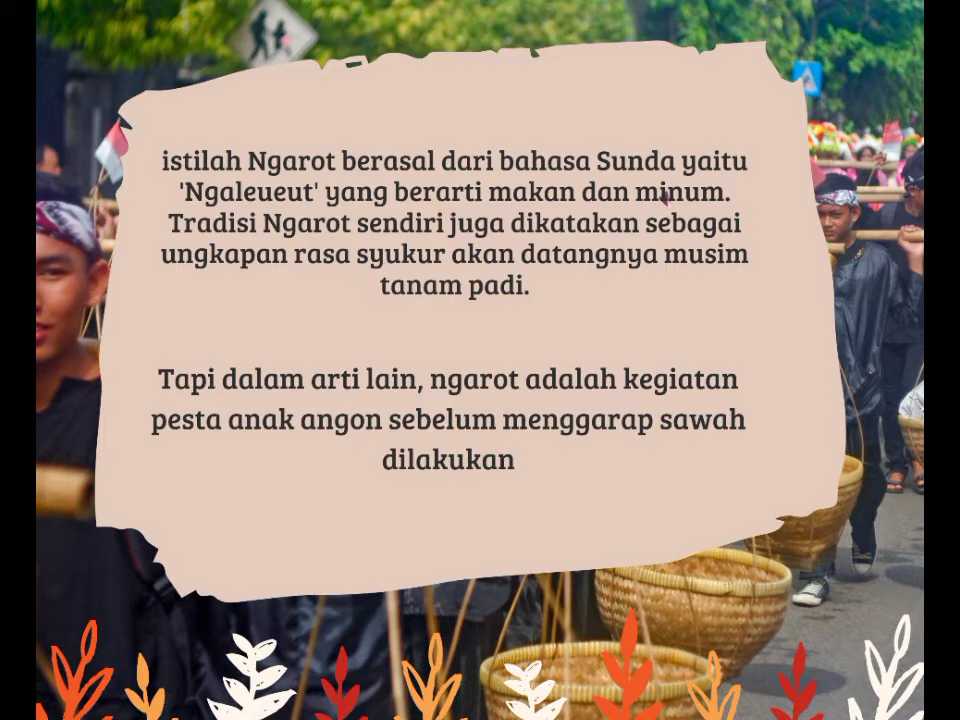 istilah Ngarot berasal dari bahasa Sunda yaitu
'Ngaleueut' yang berarti makan dan minum.
Tradisi Ngarot sendiri juga dikatakan sebagai
ungkapan rasa syukur akan datangnya musim
tanam padi.
Tapi dalam arti lain, ngarot adalah kegiatan
pesta anak angon sebelum menggarap sawah
dilakukan